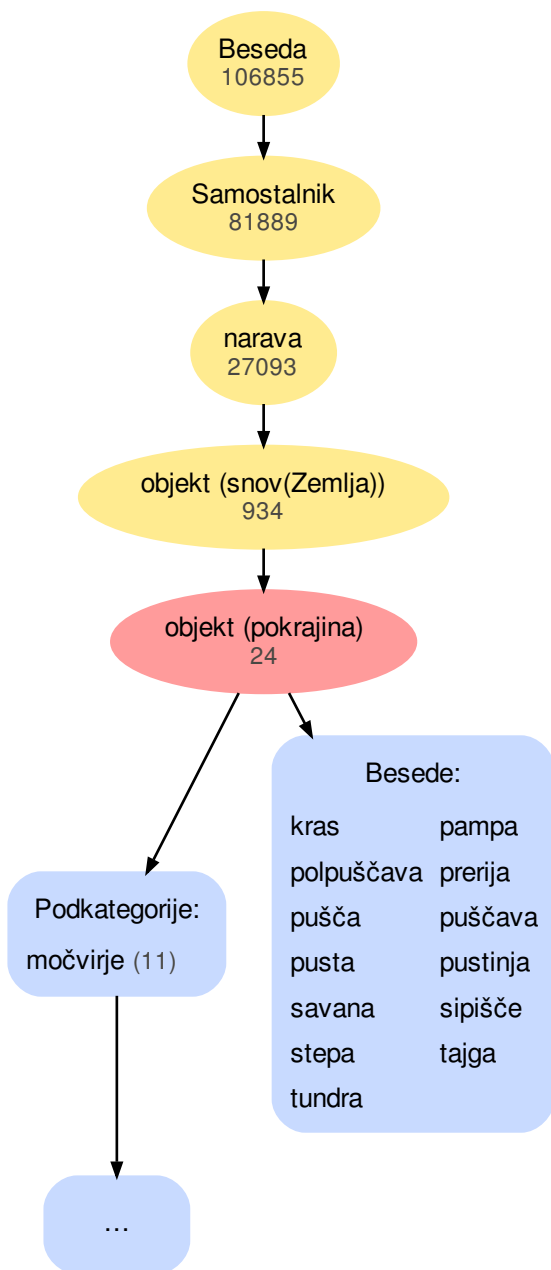 Beseda
106855
Samostalnik
81889
narava
27093
objekt (snov(Zemlja))
934
objekt (pokrajina)
24
Besede:
kras pampa
polpuščava prerija
pušča puščava
pusta pustinja
savana sipišče
stepa tajga
tundra
Podkategorije:
močvirje (11)
...